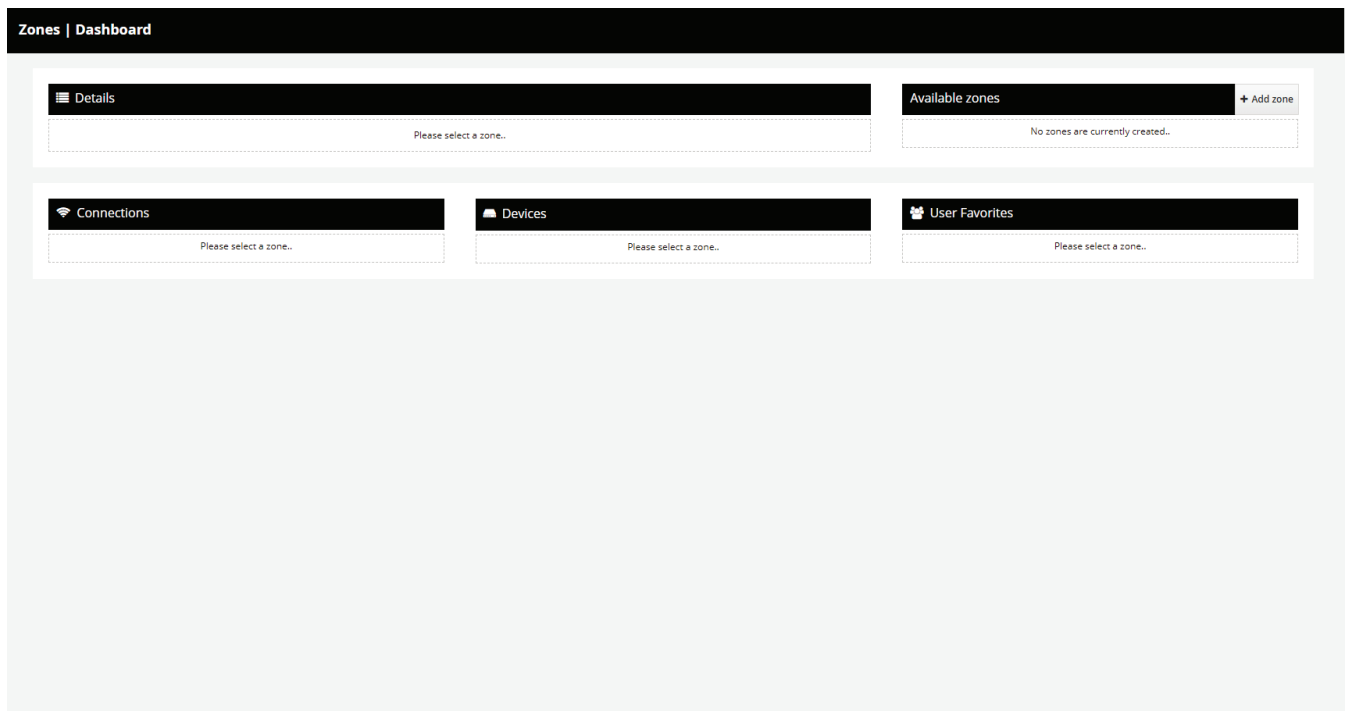 Zones | Dashboard
Details
Please select a zone..
Available zones
+ Add zone
No zones are currently created..
Connections
Please select a zone..
Devices
Please select a zone..
User Favorites
Please select a zone..